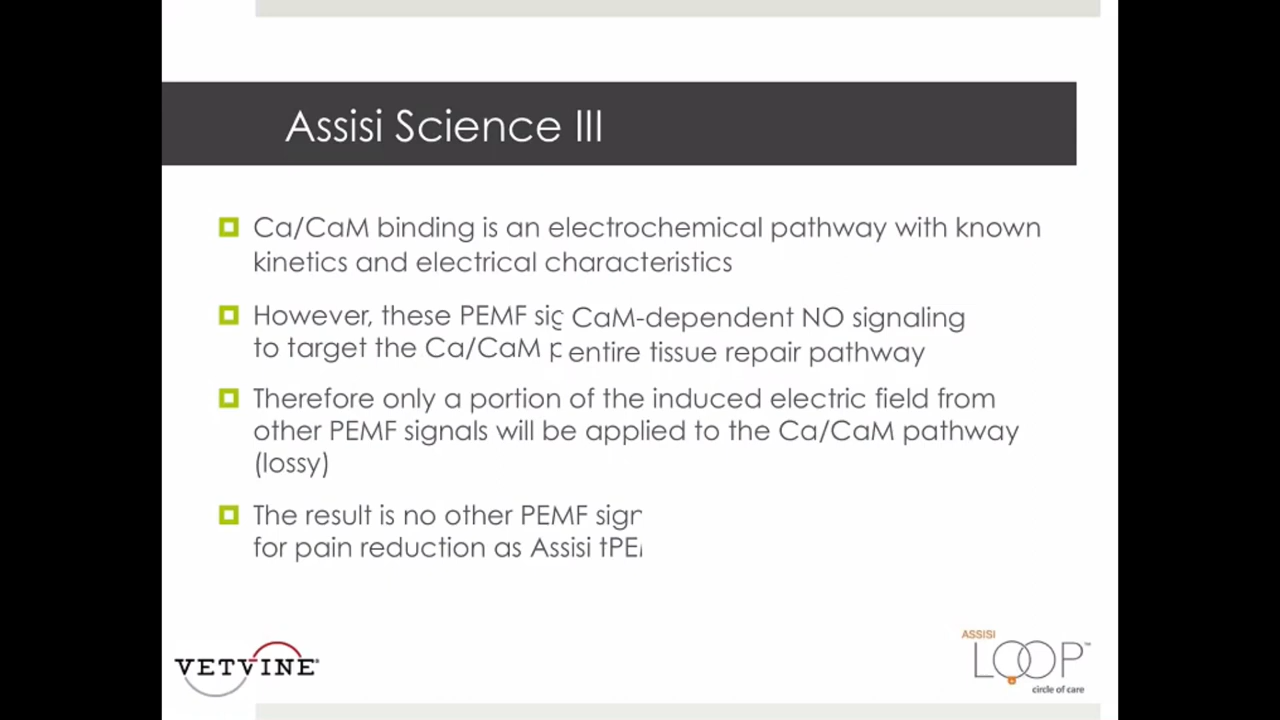 Assisi Science III
Ca/CaM binding is an electrochemical pathway with known
kinetics and electrical characteristics
However, these PEMF CaM-dependent NO signaling
to target the Ca/CaM entire tissue repair pathway
Therefore only a portion of the induced electric field from
other PEMF signals will be applied to the Ca/CaM pathway
(lossy)
The result is no other PEMF
for pain reduction as Assisi
VETVINE
ASSISI
LOOP™
circle of care